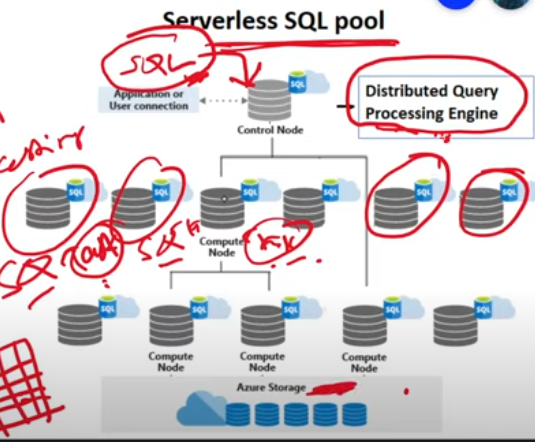 Serverless SQL pool
SQL
SQL
Application or
User connection
Distributed Query
Processing Engine
Control Node
SQL
SQL
SQL
SQL
SQL
SQL
Compute
Node
SQL
SQL
SQL
SQL
SQL
Compute
Node
Compute
Node
Compute
Node
Azure Storage